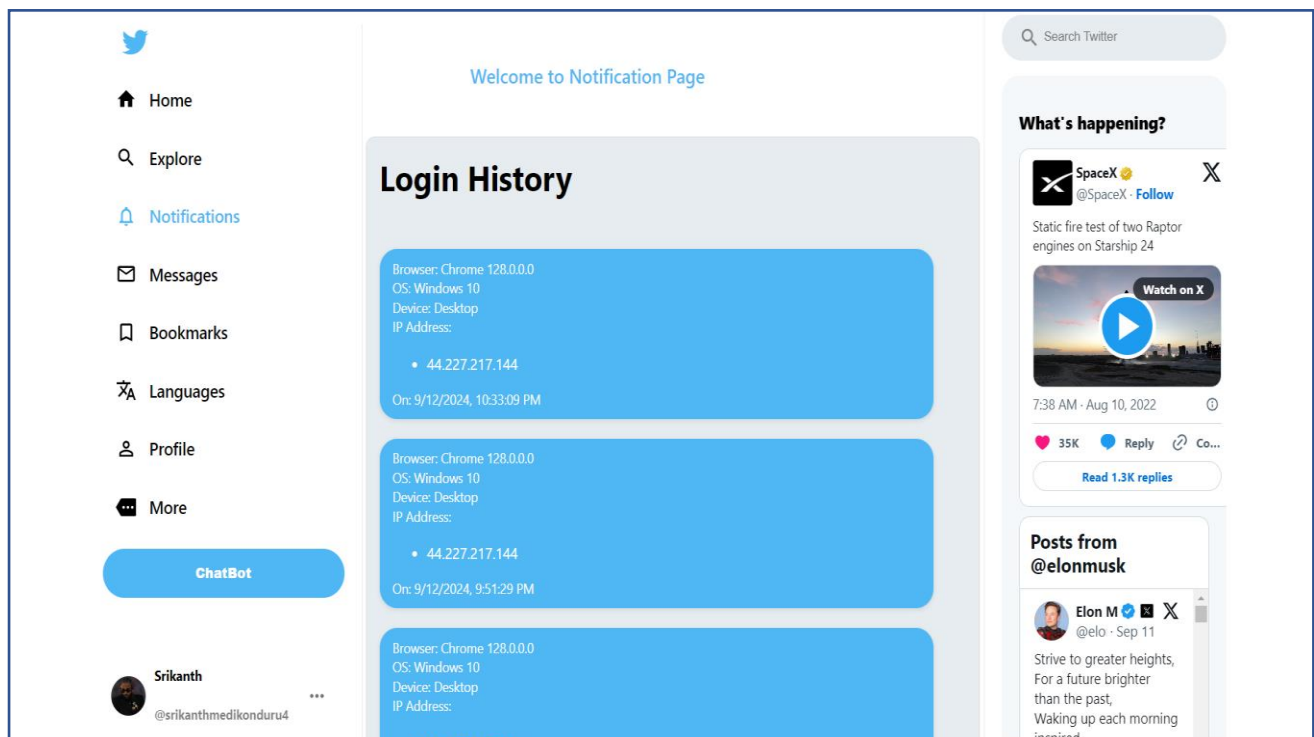 Home
Explore
Notifications
Messages
Bookmarks
Languages
Profile
More
ChatBot
Srikanth
@srikanthmedikonduru4
Welcome to Notification Page
Login History
Browser: Chrome 128.0.0.0
OS: Windows 10
Device: Desktop
IP Address:
• 44.227.217.144
On: 9/12/2024, 10:33:09 PM
Browser: Chrome 128.0.0.0
OS: Windows 10
Device: Desktop
IP Address:
• 44.227.217.144
On: 9/12/2024, 9:51:29 PM
Browser: Chrome 128.0.0.0
OS: Windows 10
Device: Desktop
IP Address:
Search Twitter
What's happening?
SpaceX
@SpaceX · Follow
Static fire test of two Raptor
engines on Starship 24
Watch on X
7:38 AM · Aug 10, 2022
35K Reply Co...
Read 1.3K replies
Posts from
@elonmusk
Elon M
@elo · Sep 11
Strive to greater heights,
For a future brighter
than the past,
Waking up each morning
inspired